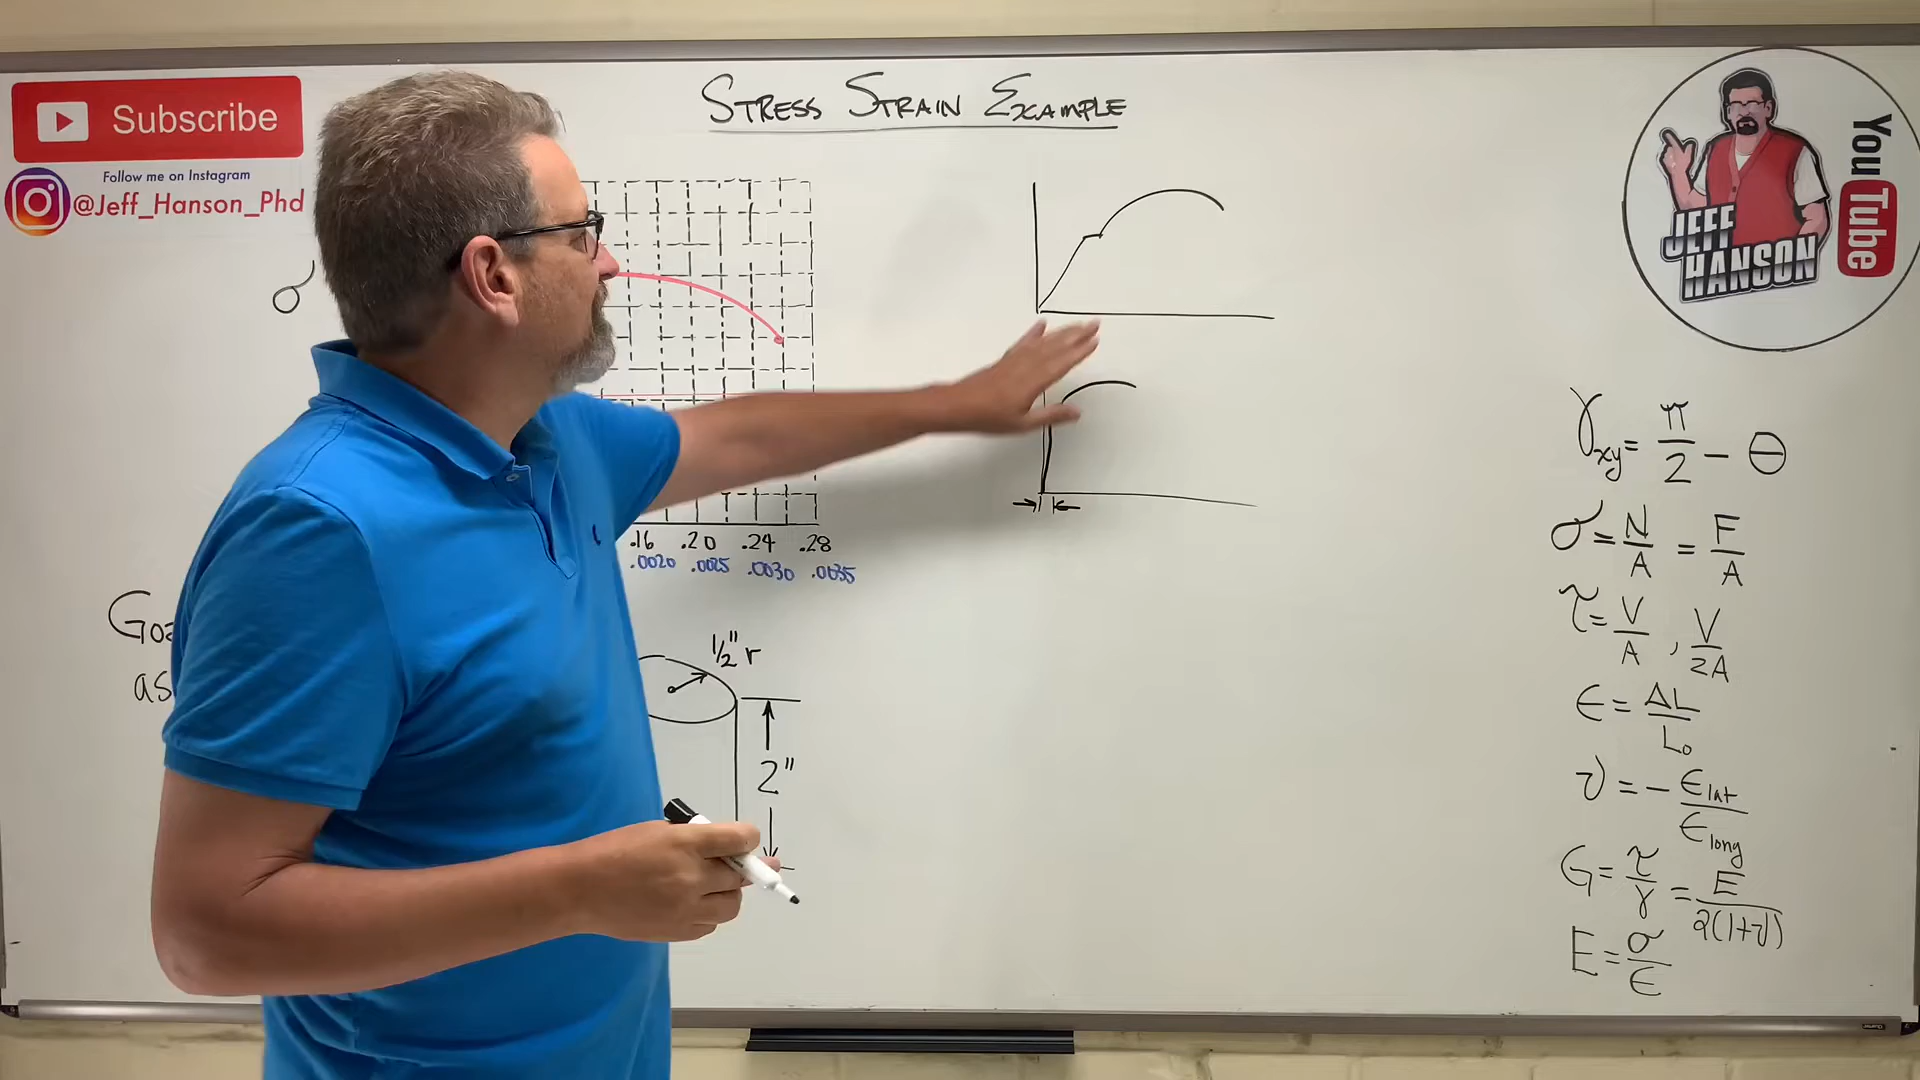 STRESS STRAIN EXAMPLE
Subscribe
Follow me on Instagram
@Jeff_Hanson_Phd
σ
.16 .20 .24 .28
.0020 .0025 .0030 .0035
1/2" r
2"
as
JEFF
HANSON
YouTube
γxy = π/2 - θ
σ = N/A = F/A
τ = V/A , V/2A
ϵ = ΔL/L₀
ν = - ϵlat/ϵlong
G = τ/γ = E/2(1+ν)
E = σ/ϵ